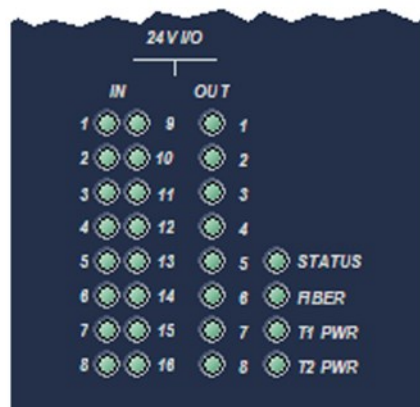 24V I/O
IN OUT
1 9 1
2 10 2
3 11 3
4 12 4
5 13 5 STATUS
6 14 6 FIBER
7 15 7 T1 PWR
8 16 8 T2 PWR